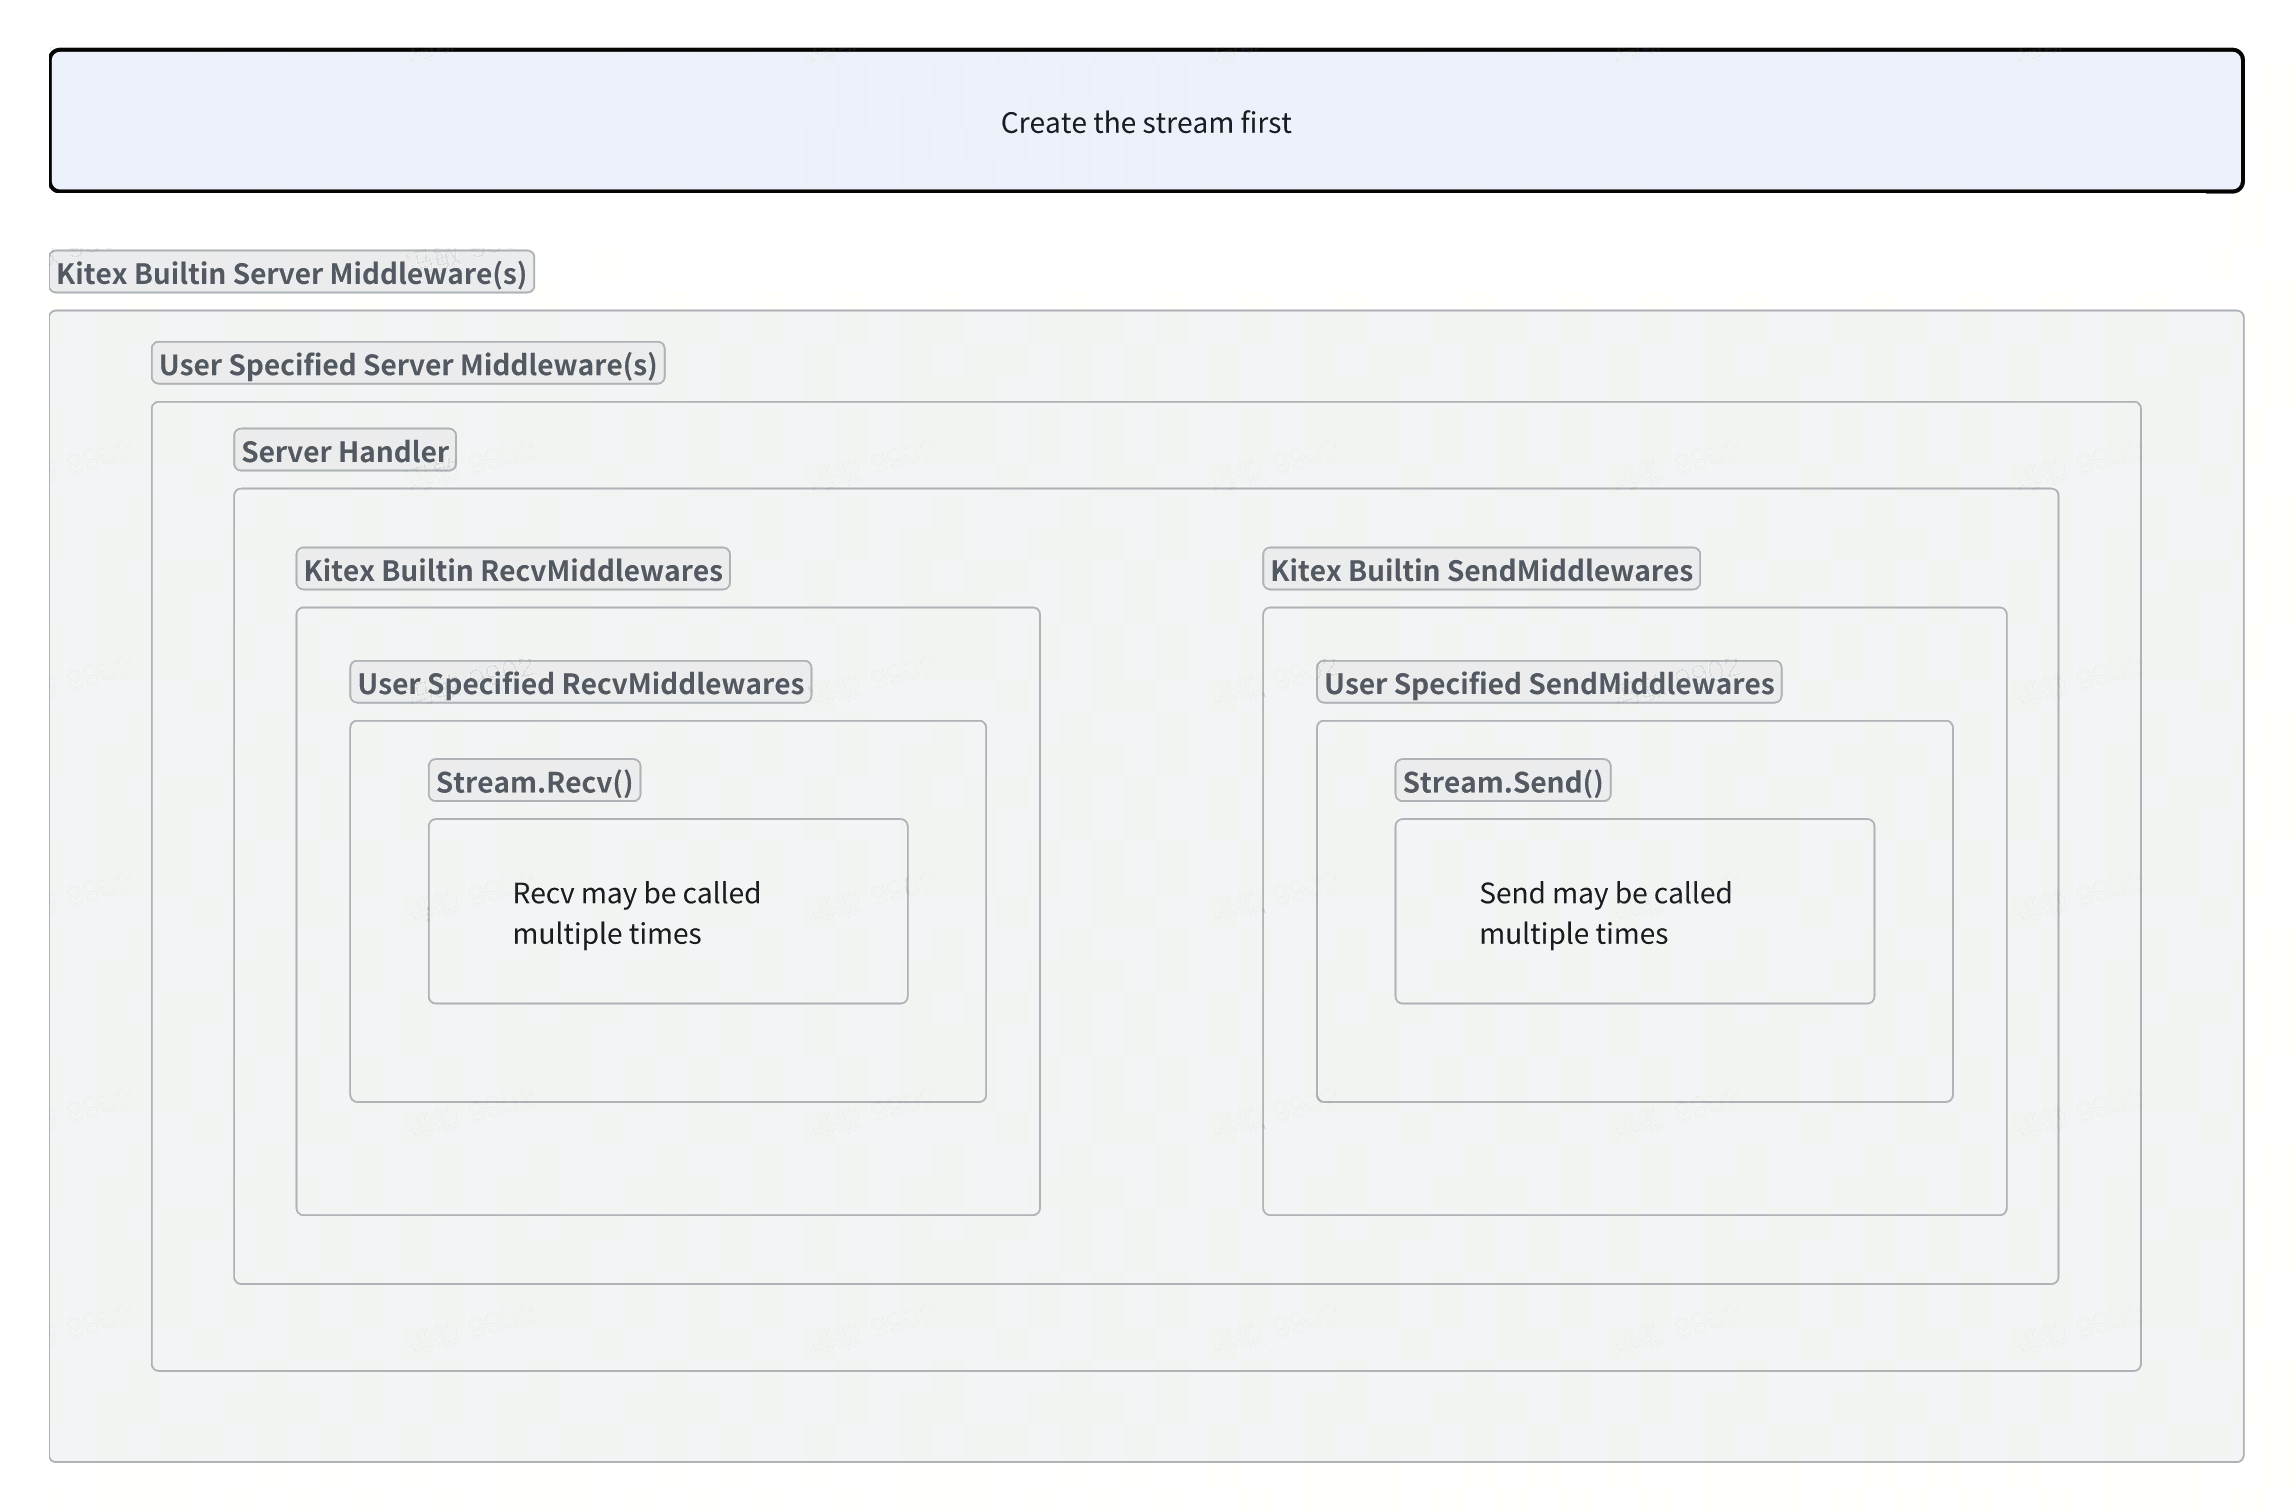 Create the stream first
Kitex Builtin Server Middleware(s)
User Specified Server Middleware(s)
Server Handler
Kitex Builtin RecvMiddlewares
Kitex Builtin SendMiddlewares
User Specified RecvMiddlewares
User Specified SendMiddlewares
Stream.Recv()
Stream.Send()
Recv may be called
multiple times
Send may be called
multiple times